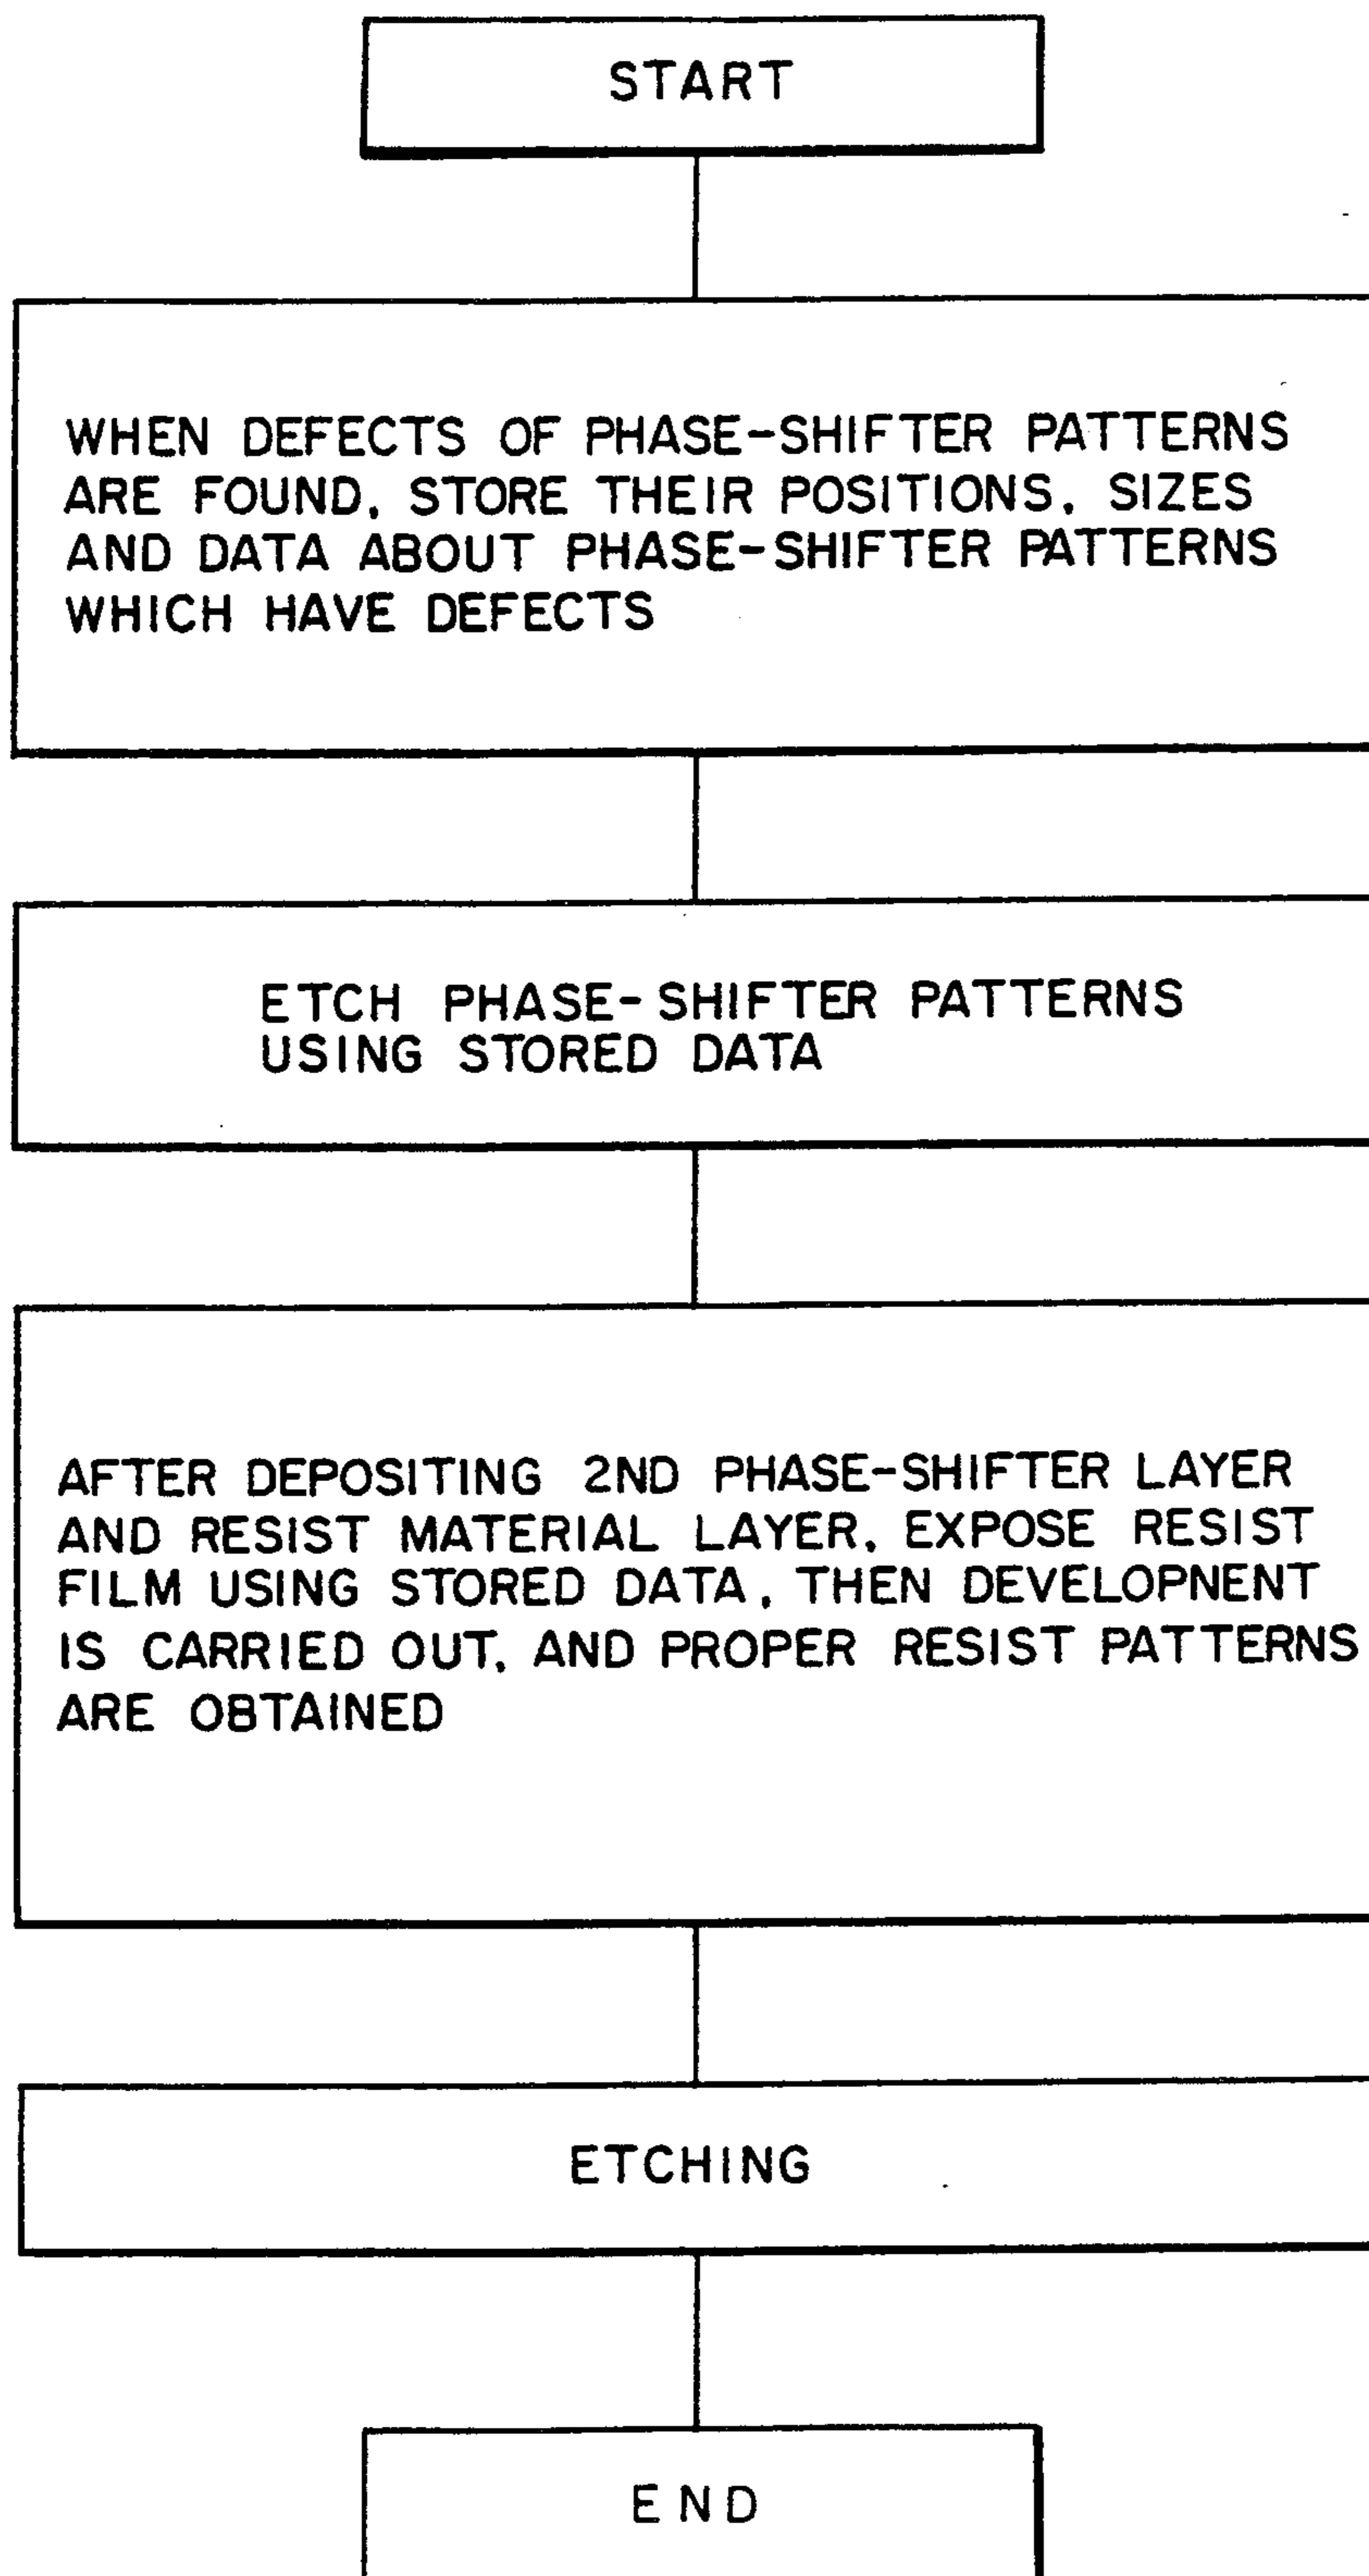 START
WHEN DEFECTS OF PHASE-SHIFTER PATTERNS
ARE FOUND, STORE THEIR POSITIONS, SIZES
AND DATA ABOUT PHASE-SHIFTER PATTERNS
WHICH HAVE DEFECTS
ETCH PHASE-SHIFTER PATTERNS
USING STORED DATA
AFTER DEPOSITING 2ND PHASE-SHIFTER LAYER
AND RESIST MATERIAL LAYER, EXPOSE RESIST
FILM USING STORED DATA, THEN DEVELOPNENT
IS CARRIED OUT, AND PROPER RESIST PATTERNS
ARE OBTAINED
ETCHING
END